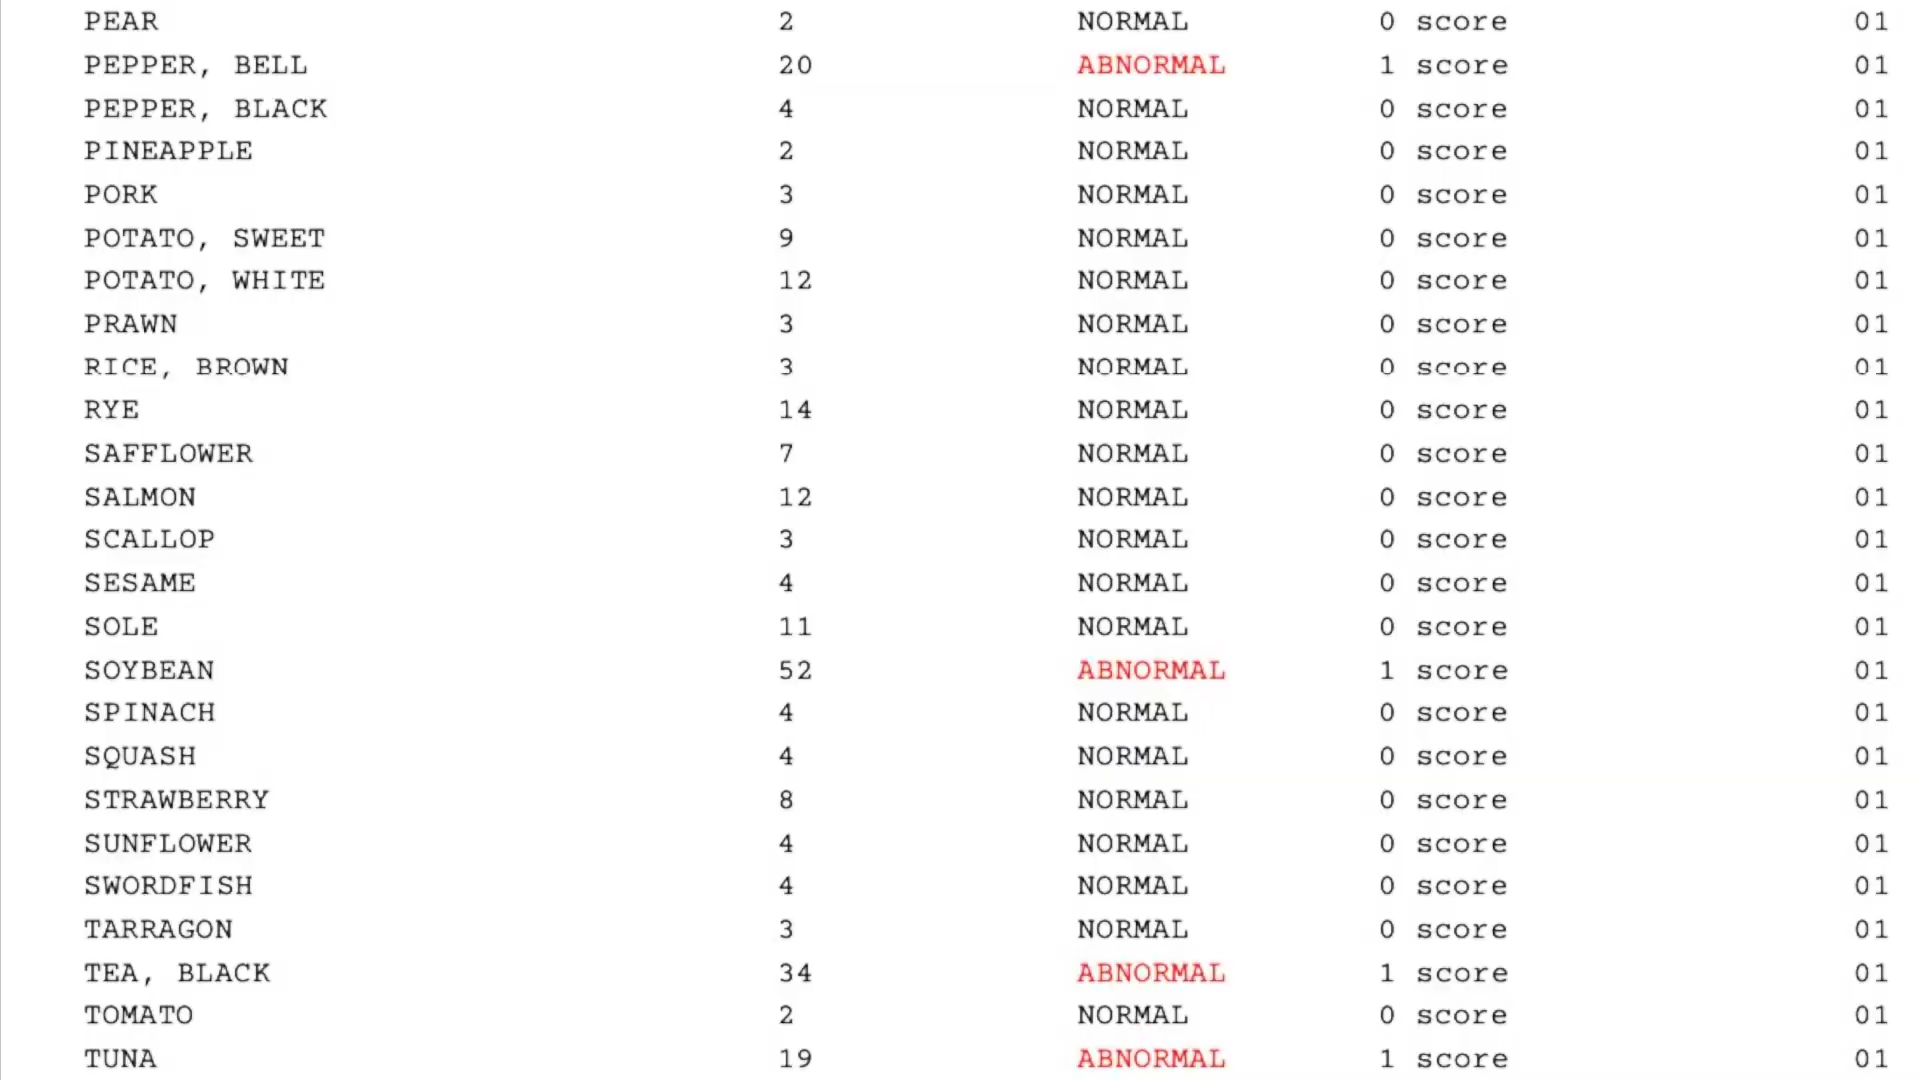 PEAR 2 NORMAL 0 score 01
PEPPER, BELL 20 ABNORMAL 1 score 01
PEPPER, BLACK 4 NORMAL 0 score 01
PINEAPPLE 2 NORMAL 0 score 01
PORK 3 NORMAL 0 score 01
POTATO, SWEET 9 NORMAL 0 score 01
POTATO, WHITE 12 NORMAL 0 score 01
PRAWN 3 NORMAL 0 score 01
RICE, BROWN 3 NORMAL 0 score 01
RYE 14 NORMAL 0 score 01
SAFFLOWER 7 NORMAL 0 score 01
SALMON 12 NORMAL 0 score 01
SCALLOP 3 NORMAL 0 score 01
SESAME 4 NORMAL 0 score 01
SOLE 11 NORMAL 0 score 01
SOYBEAN 52 ABNORMAL 1 score 01
SPINACH 4 NORMAL 0 score 01
SQUASH 4 NORMAL 0 score 01
STRAWBERRY 8 NORMAL 0 score 01
SUNFLOWER 4 NORMAL 0 score 01
SWORDFISH 4 NORMAL 0 score 01
TARRAGON 3 NORMAL 0 score 01
TEA, BLACK 34 ABNORMAL 1 score 01
TOMATO 2 NORMAL 0 score 01
TUNA 19 ABNORMAL 1 score 01